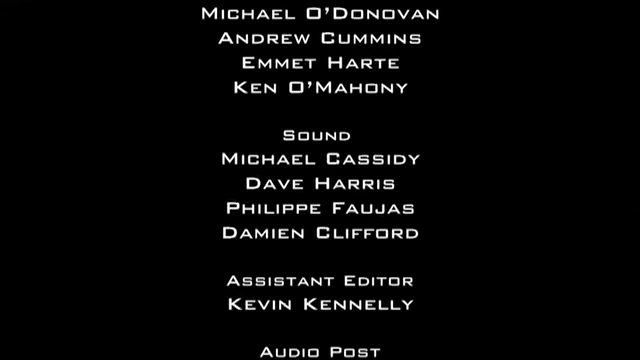 Michael O'Donovan
Andrew Cummins
Emmet Harte
Ken O'Mahony
Sound
Michael Cassidy
Dave Harris
Philippe Faujas
Damien Clifford
Assistant Editor
Kevin Kennelly
Audio Post